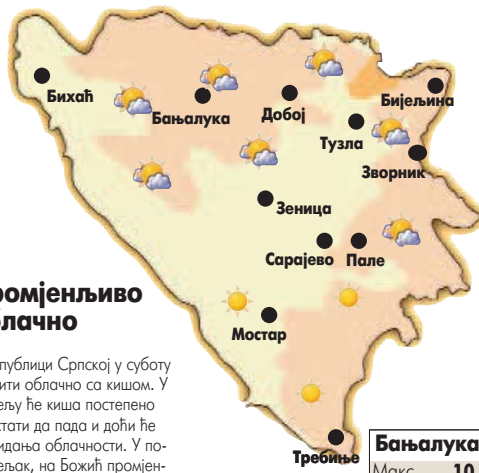 Бихаћ
Бањалука
Добој
Бијељина
Тузла
Зворник
Зеница
Сарајево
Пале
Мостар
Требиње
ромјенљиво
лачно
публици Српској у суботу
ити облачно са кишом. У
ељу ће киша постепено
стати да пада и доћи ће
идања облачности. У по-
ељак, на Божић промјен-
Бањалука
Макс. 10